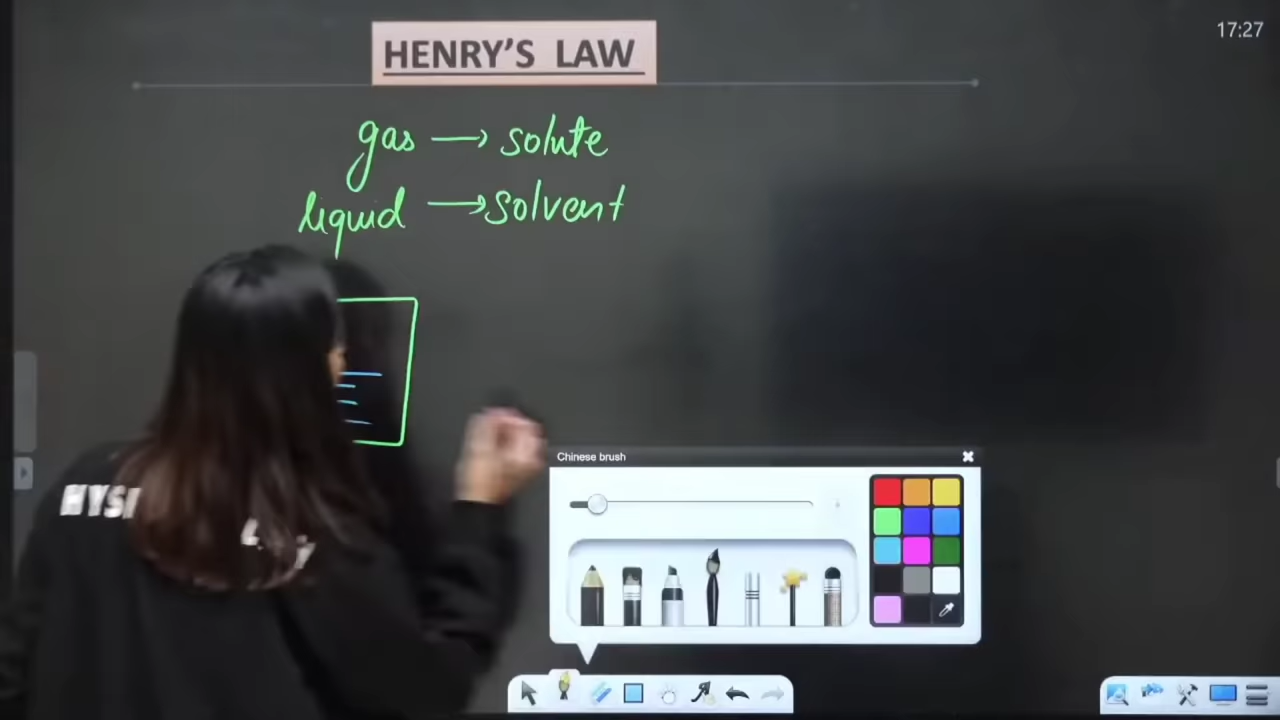 17:27
HENRY'S LAW
gas → solute
liquid → solvent
Chinese brush